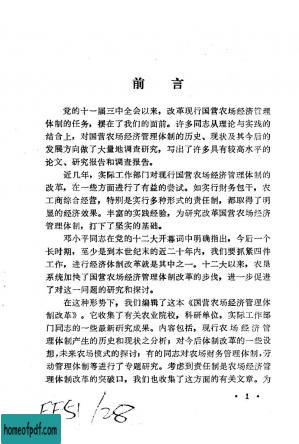 前言
党的十一届三中全会以来，改革现行国营农场经济管理
体制的任务，摆在了我们的面前。许多同志从理论与实践的
结合上，对国营农场经济管理体制的历史、现状及其今后的
发展方向做了大量地调查研究，写出了许多具有较高水平的
论文、研究报告和调查报告。
近几年，实际工作部门对现行国营农场经济管理体制的
改革，在一些方面进行了有益的尝试。如实行财务包干，农
工商综合经营，特别是实行多种形式的责任制，都取得了明
显的经济效果。丰富的实践经验，为研究改革国营农场经济
管理体制，打下了坚实的基础。
邓小平同志在党的十二大开幕词中明确指出，今后一个
长时期，至少是到本世纪末的近二十年内，我们要抓紧四件
工作，进行经济体制改革就是其中之一。十二大以来，农垦
系统加快了国营农场经济管理体制改革的步伐，进一步促进
了对这一问题的研究和探讨。
在这种形势下，我们编辑了这本《国营农场经济管理体
制改革》。它收集了有关农业院校，科研单位，实际工作部
门同志的一些最新研究成果。内容包括，现行农场经济管
理体制产生的历史和现状之分析；对今后体制改革的一些设
想，未来农场模式的探讨；有的同志对农场财务管理体制，劳
动管理体制等进行了专题研究。考虑到责任制是农场经济管
理体制改革的突破口，我们也收集了这方面的有关文章。为
• 1 •
F F51/28
homeofpdf.com